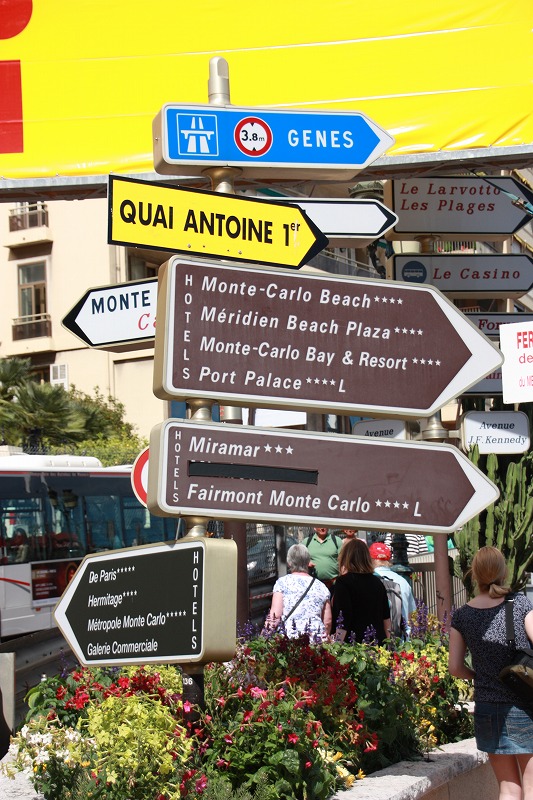 3.8m GENES
QUAI ANTOINE 1er
Le Larvotto
Les Plages
Le Casino
MONTE
HOTELS
Monte-Carlo Beach****
Méridien Beach Plaza****
Monte-Carlo Bay & Resort ****
Port Palace****L
Avenue
Avenue
J.F. KENNEDY
HOTELS
Miramar ***
Fairmont Monte Carlo ****L
De Paris*****
Hermitage****
Métropole Monte Carlo*****
Galerie Commerciale
HOTELS